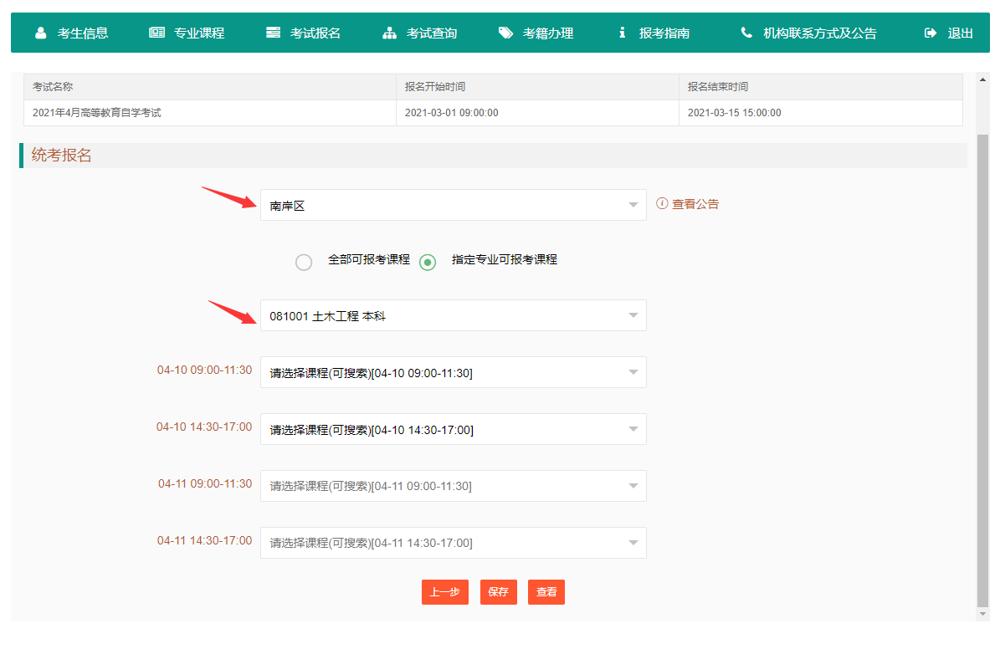 考生信息 专业课程 考试报名 考试查询 考籍办理 报考指南 机构联系方式及公告 退出
考试名称 报名开始时间 报名结束时间
2021年4月高等教育自学考试 2021-03-01 09:00:00 2021-03-15 15:00:00
统考报名
南岸区 查看公告
全部可报考课程 指定专业可报考课程
081001 土木工程 本科
04-10 09:00-11:30 请选择课程(可搜索)[04-10 09:00-11:30]
04-10 14:30-17:00 请选择课程(可搜索)[04-10 14:30-17:00]
04-11 09:00-11:30 请选择课程(可搜索)[04-11 09:00-11:30]
04-11 14:30-17:00 请选择课程(可搜索)[04-11 14:30-17:00]
上一步 保存 查看